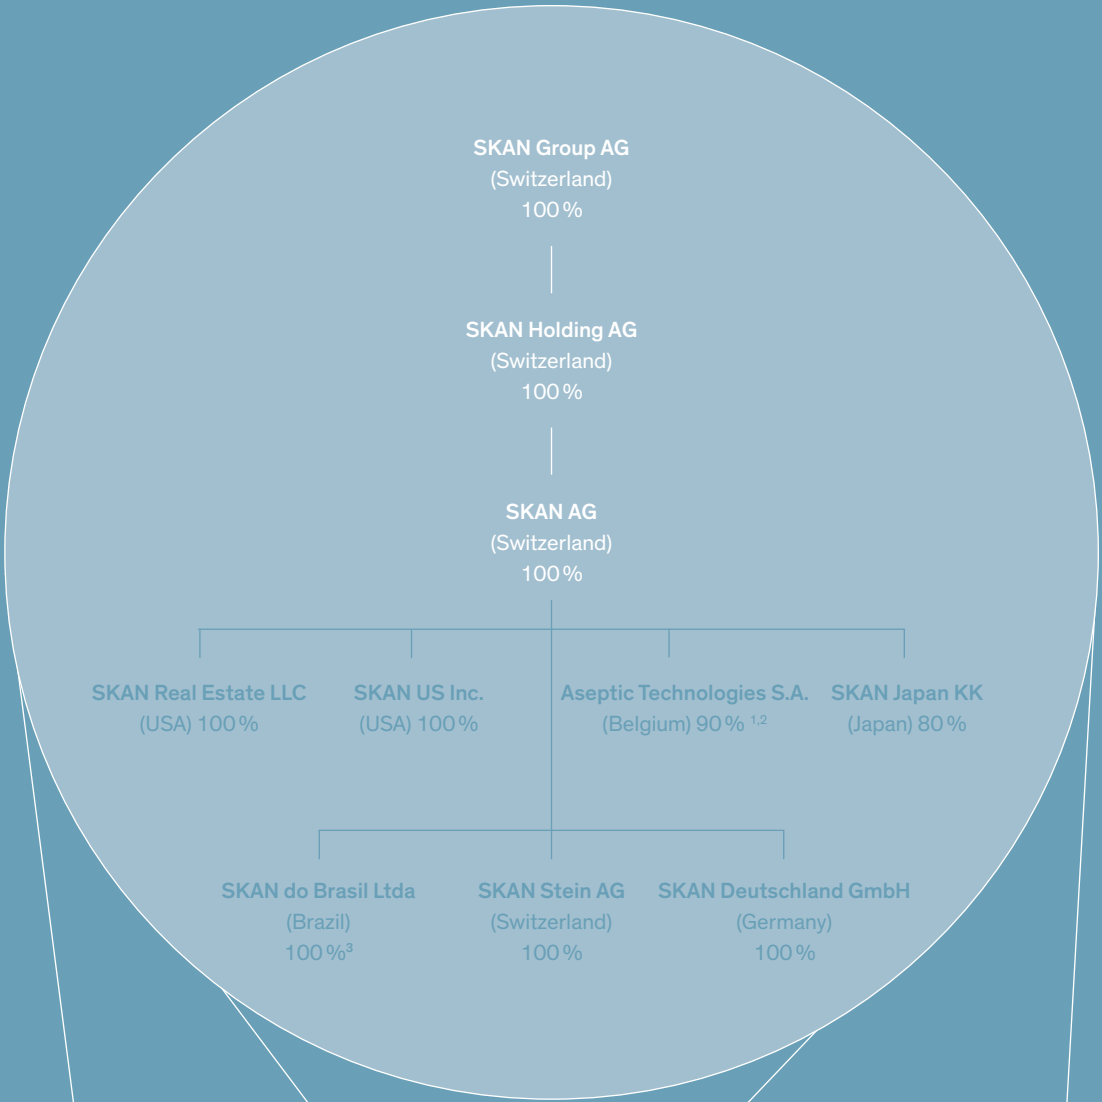 SKAN Group AG
(Switzerland)
100 %
SKAN Holding AG
(Switzerland)
100 %
SKAN AG
(Switzerland)
100 %
SKAN Real Estate LLC
(USA) 100 %
SKAN US Inc.
(USA) 100 %
Aseptic Technologies S.A.
(Belgium) 90 % 1,2
SKAN Japan KK
(Japan) 80 %
SKAN do Brasil Ltda
(Brazil)
100 %³
SKAN Stein AG
(Switzerland)
100 %
SKAN Deutschland GmbH
(Germany)
100 %